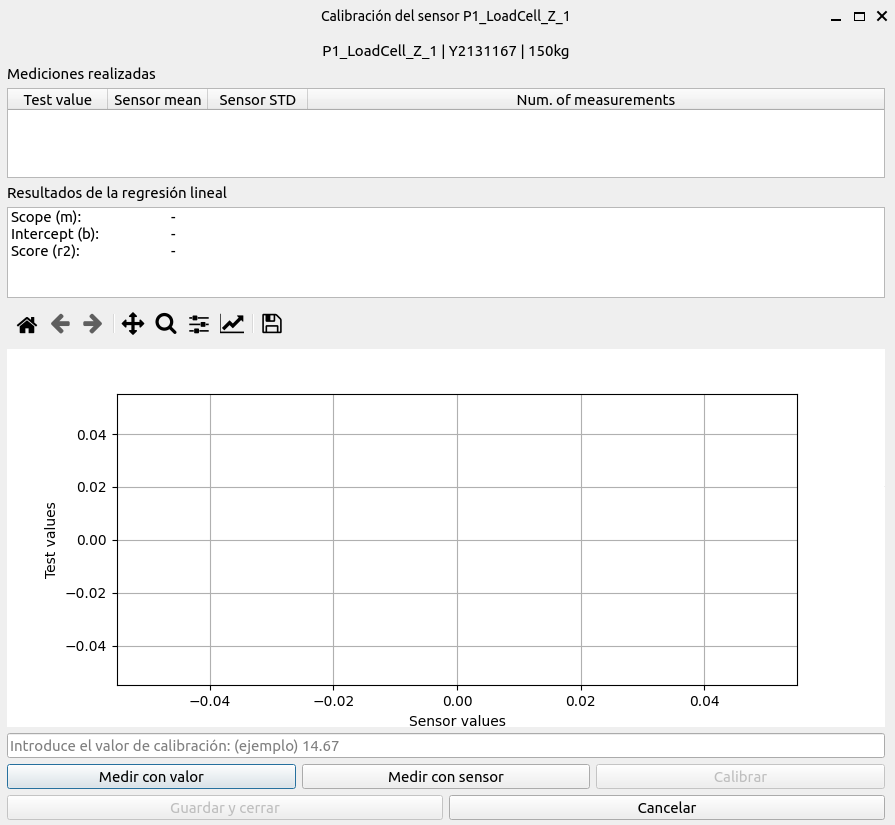 Calibración del sensor P1_LoadCell_Z_1
P1_LoadCell_Z_1 | Y2131167 | 150kg
Mediciones realizadas
Test value Sensor mean Sensor STD Num. of measurements
Resultados de la regresión lineal
Scope (m): -
Intercept (b): -
Score (r2): -
Test values
0.04
0.02
0.00
−0.02
−0.04
−0.04 −0.02 0.00 0.02 0.04
Sensor values
Introduce el valor de calibración: (ejemplo) 14.67
Medir con valor Medir con sensor Calibrar
Guardar y cerrar Cancelar